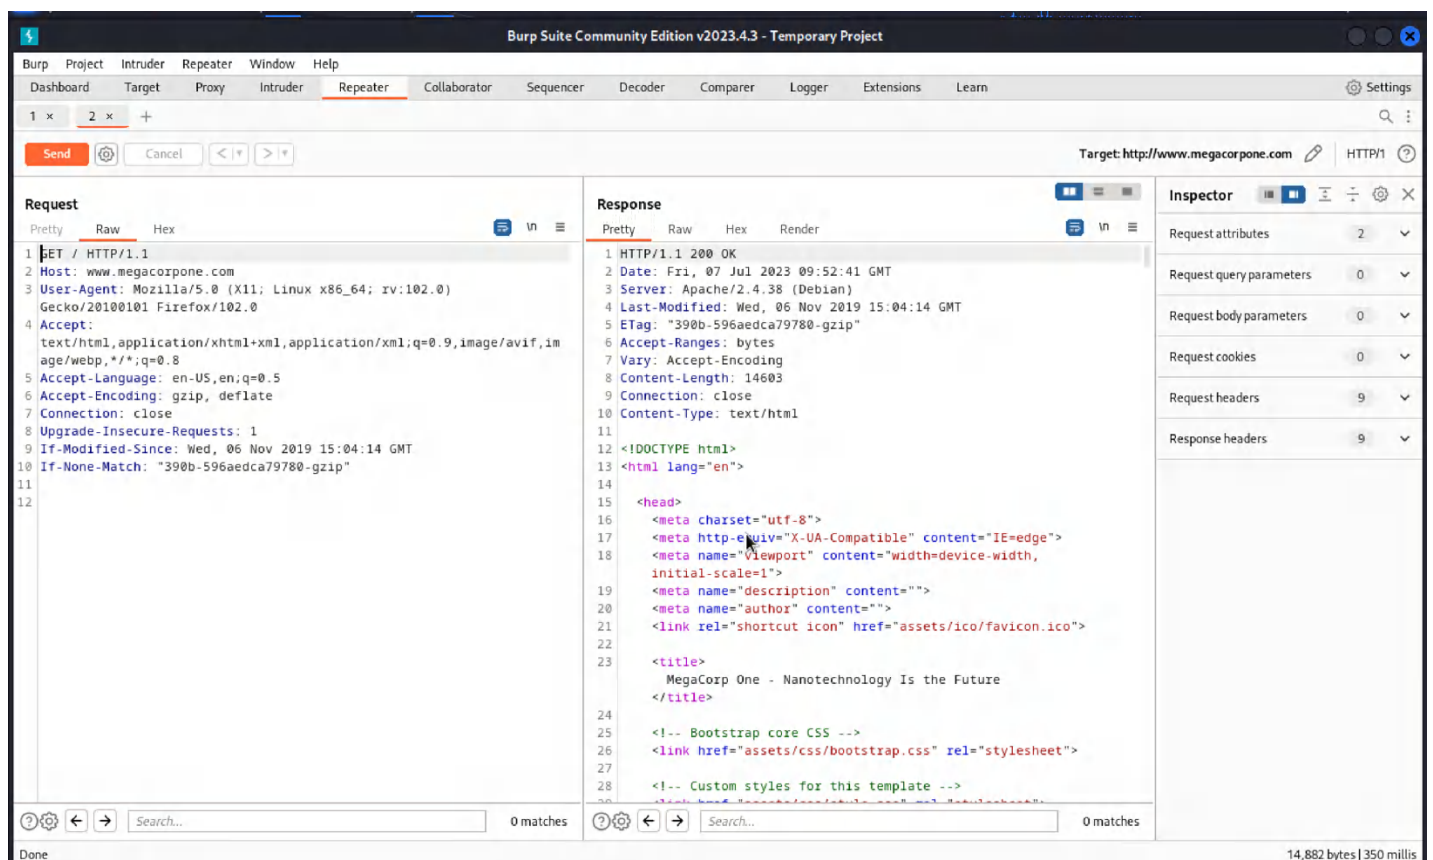 Burp Suite Community Edition v2023.4.3 - Temporary Project
Burp Project Intruder Repeater Window Help
Dashboard Target Proxy Intruder Repeater Collaborator Sequencer Decoder Comparer Logger Extensions Learn Settings
1 × 2 × +
Send Cancel < > Target: http://www.megacorpone.com HTTP/1 ?
Request
Pretty Raw Hex \n
1 GET / HTTP/1.1
2 Host: www.megacorpone.com
3 User-Agent: Mozilla/5.0 (X11; Linux x86_64; rv:102.0)
Gecko/20100101 Firefox/102.0
4 Accept:
text/html,application/xhtml+xml,application/xml;q=0.9,image/avif,im
age/webp,*/*;q=0.8
5 Accept-Language: en-US,en;q=0.5
6 Accept-Encoding: gzip, deflate
7 Connection: close
8 Upgrade-Insecure-Requests: 1
9 If-Modified-Since: Wed, 06 Nov 2019 15:04:14 GMT
10 If-None-Match: "390b-596aedca79780-gzip"
11
12
? Search... 0 matches
Response
Pretty Raw Hex Render \n
1 HTTP/1.1 200 OK
2 Date: Fri, 07 Jul 2023 09:52:41 GMT
3 Server: Apache/2.4.38 (Debian)
4 Last-Modified: Wed, 06 Nov 2019 15:04:14 GMT
5 ETag: "390b-596aedca79780-gzip"
6 Accept-Ranges: bytes
7 Vary: Accept-Encoding
8 Content-Length: 14603
9 Connection: close
10 Content-Type: text/html
11
12 <!DOCTYPE html>
13 <html lang="en">
14
15 <head>
16 <meta charset="utf-8">
17 <meta http-equiv="X-UA-Compatible" content="IE=edge">
18 <meta name="viewport" content="width=device-width,
initial-scale=1">
19 <meta name="description" content="">
20 <meta name="author" content="">
21 <link rel="shortcut icon" href="assets/ico/favicon.ico">
22
23 <title>
MegaCorp One - Nanotechnology Is the Future
</title>
24
25 <!-- Bootstrap core CSS -->
26 <link href="assets/css/bootstrap.css" rel="stylesheet">
27
28 <!-- Custom styles for this template -->
? Search... 0 matches
Inspector
Request attributes 2
Request query parameters 0
Request body parameters 0
Request cookies 0
Request headers 9
Response headers 9
Done 14,882 bytes | 350 millis